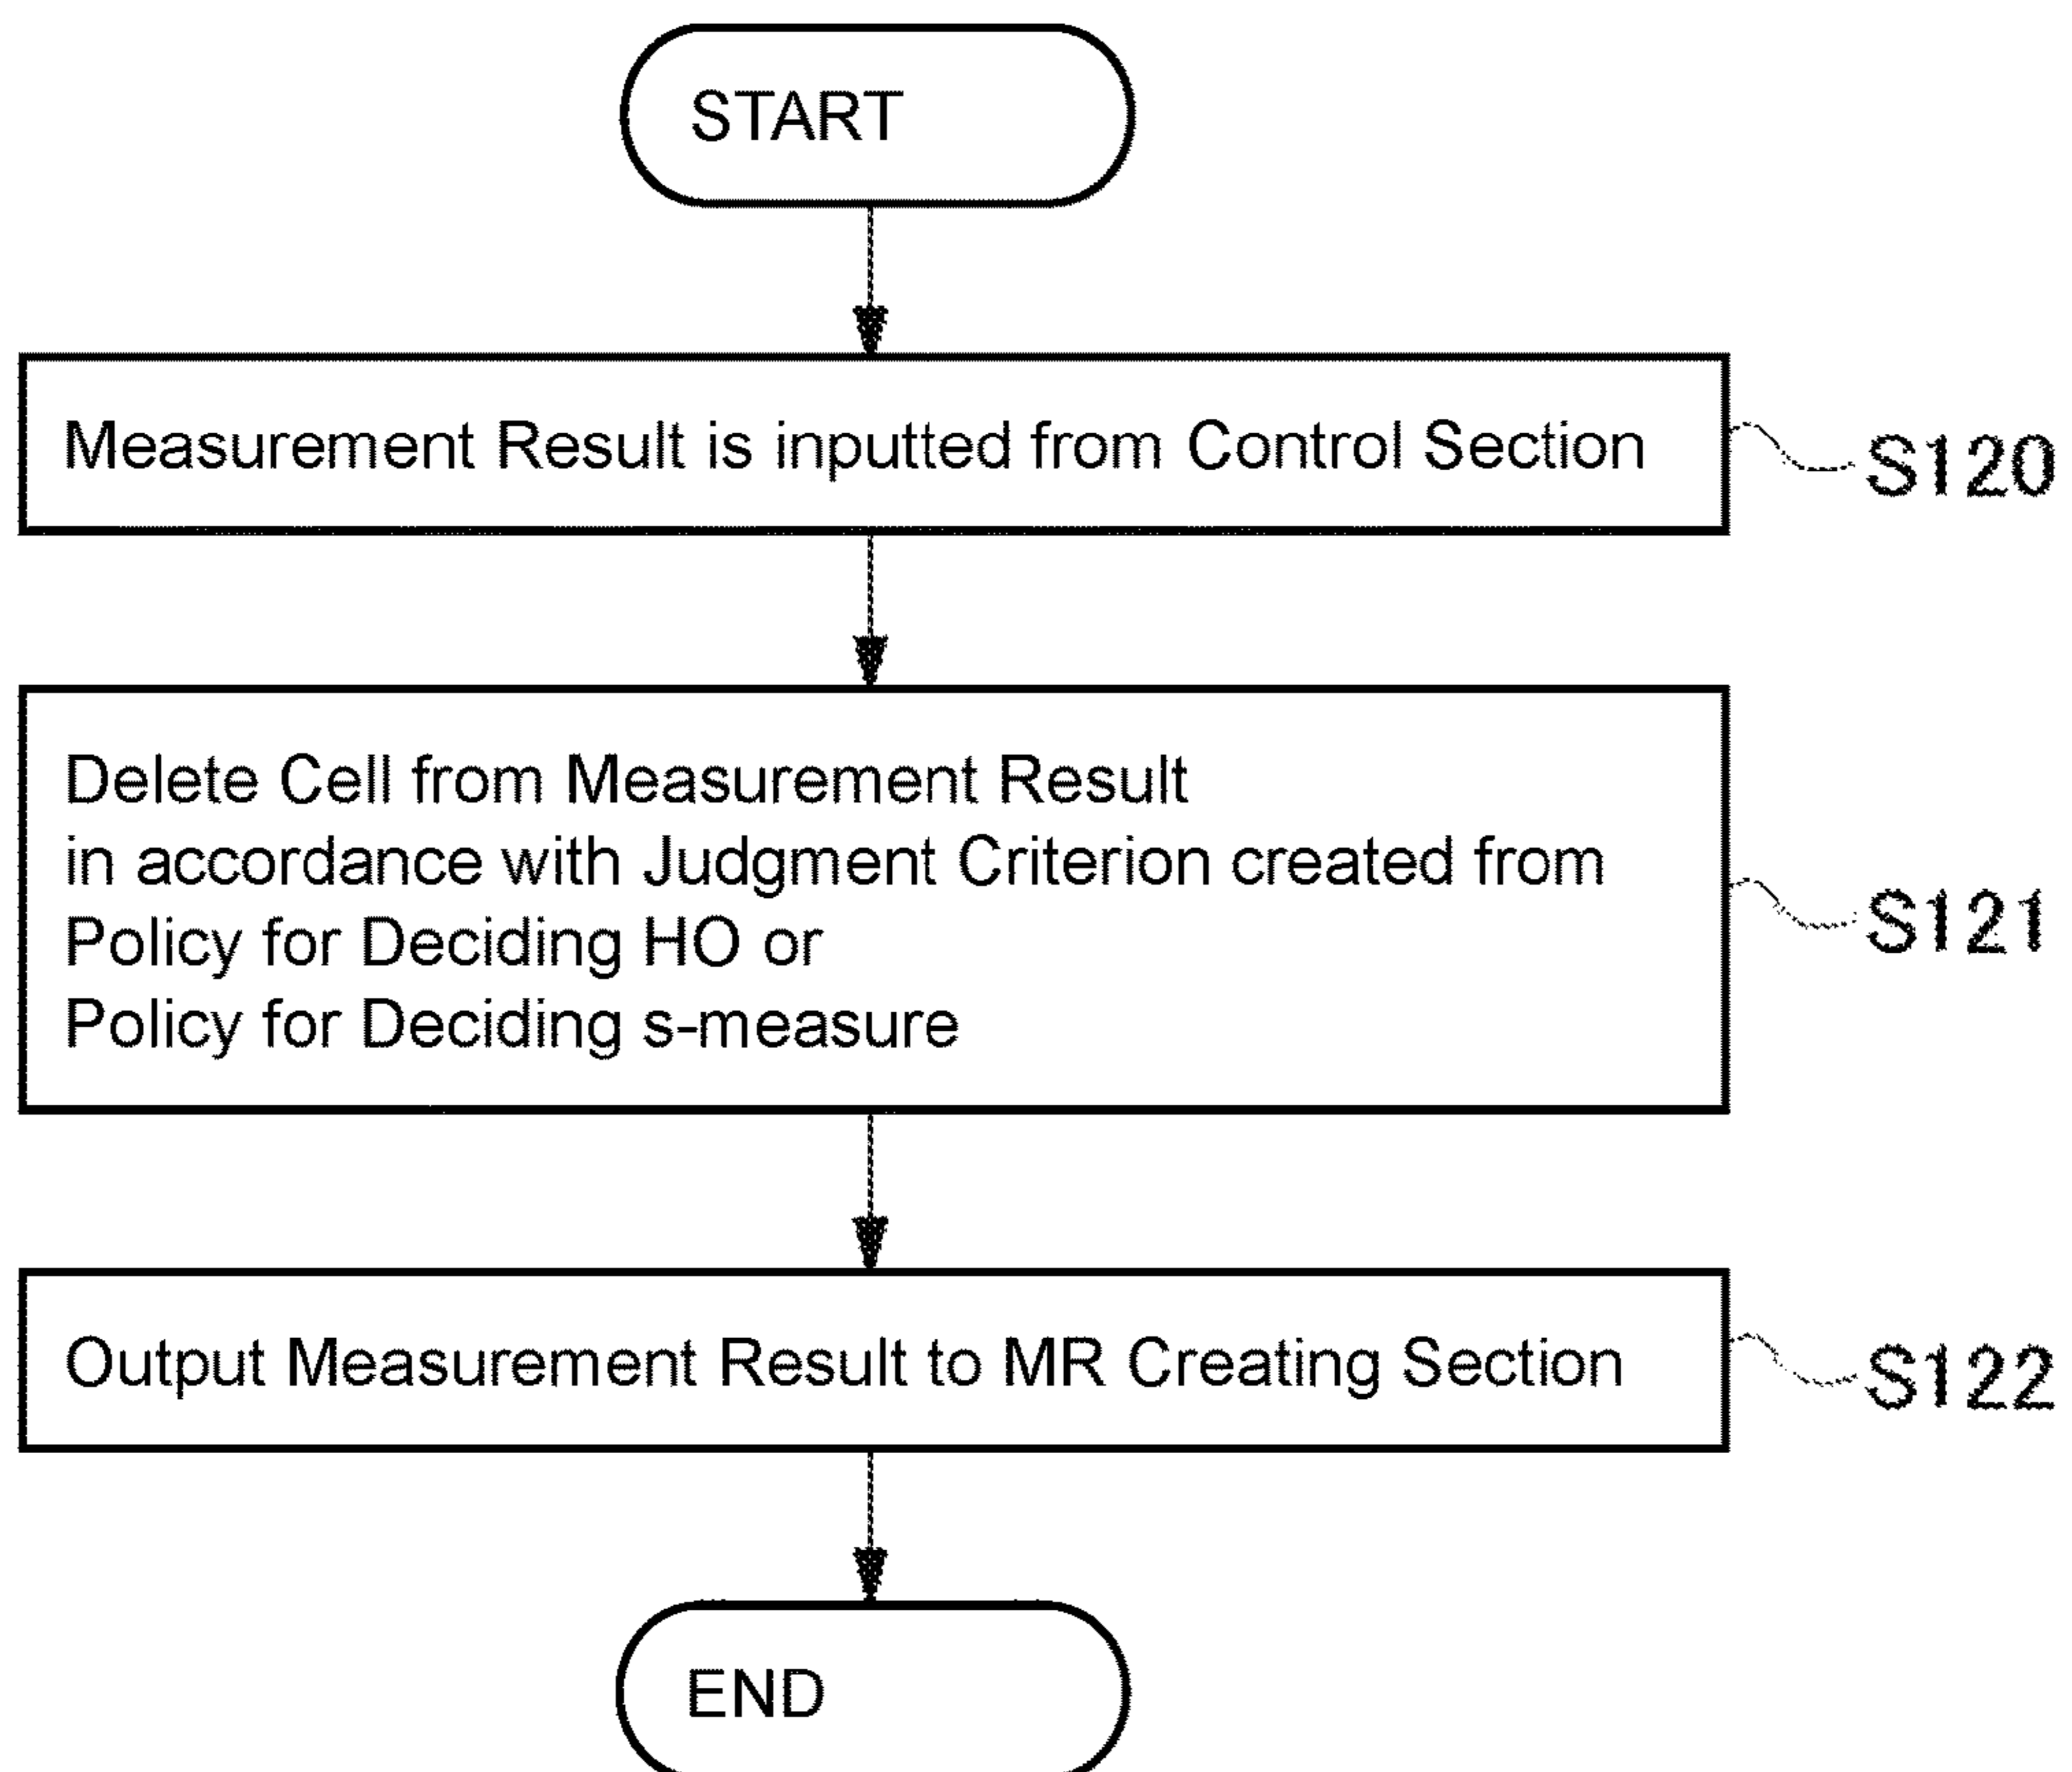 START
Measurement Result is inputted from Control Section
S120
Delete Cell from Measurement Result
in accordance with Judgment Criterion created from
Policy for Deciding HO or
Policy for Deciding s-measure
S121
Output Measurement Result to MR Creating Section
S122
END